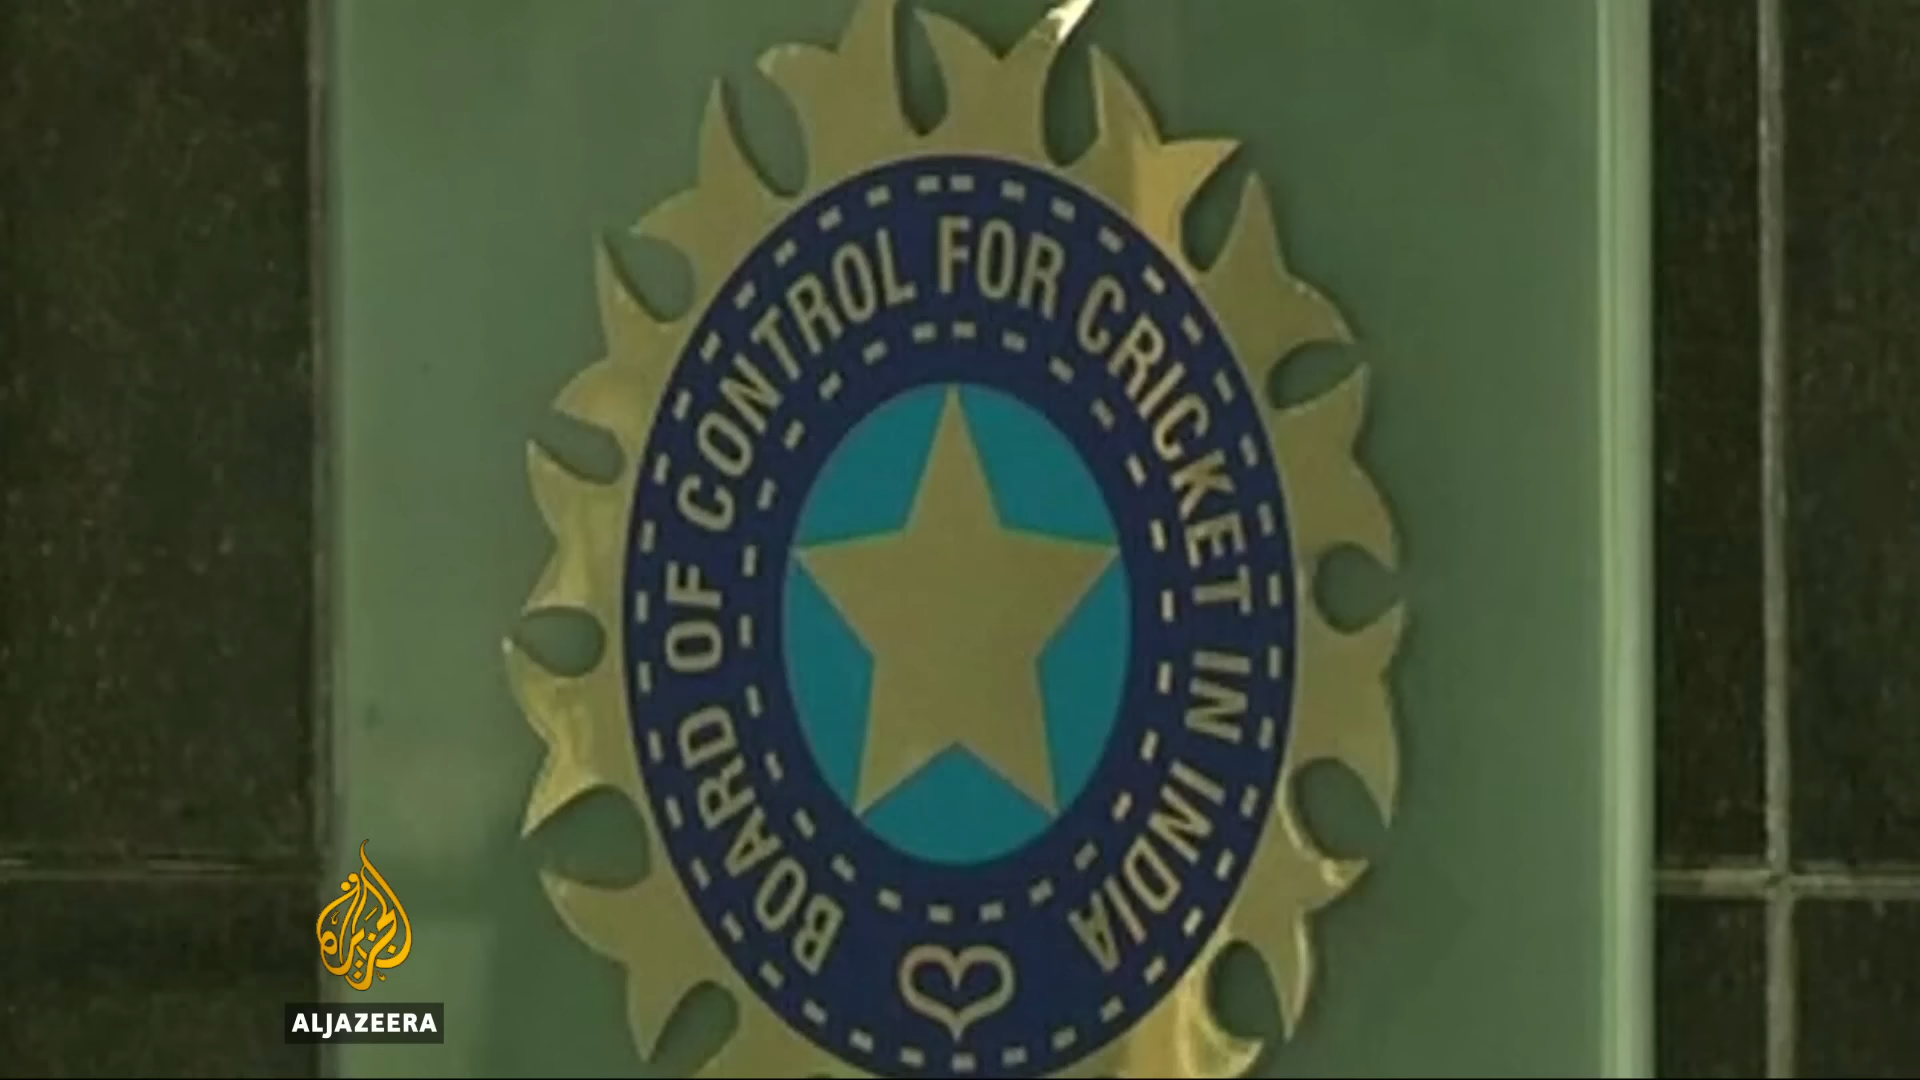 BOARD OF CONTROL FOR CRICKET IN INDIA
الجزيرة
ALJAZEERA